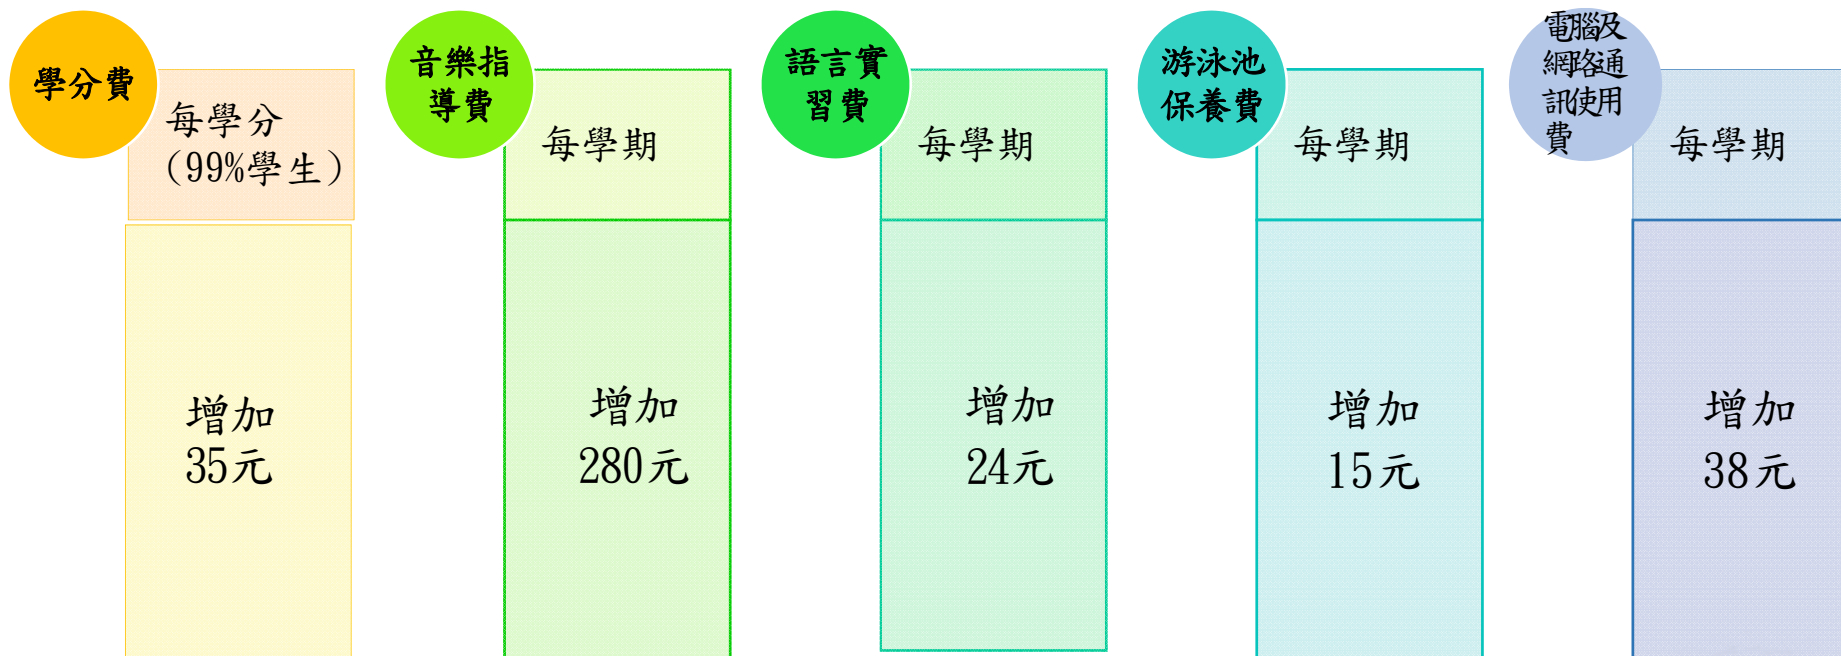 學分費
每學分
(99%學生)
增加
35元
音樂指
導費
每學期
增加
280元
語言實
習費
每學期
增加
24元
游泳池
保養費
每學期
增加
15元
電腦及
網路通
訊使用
費
每學期
增加
38元